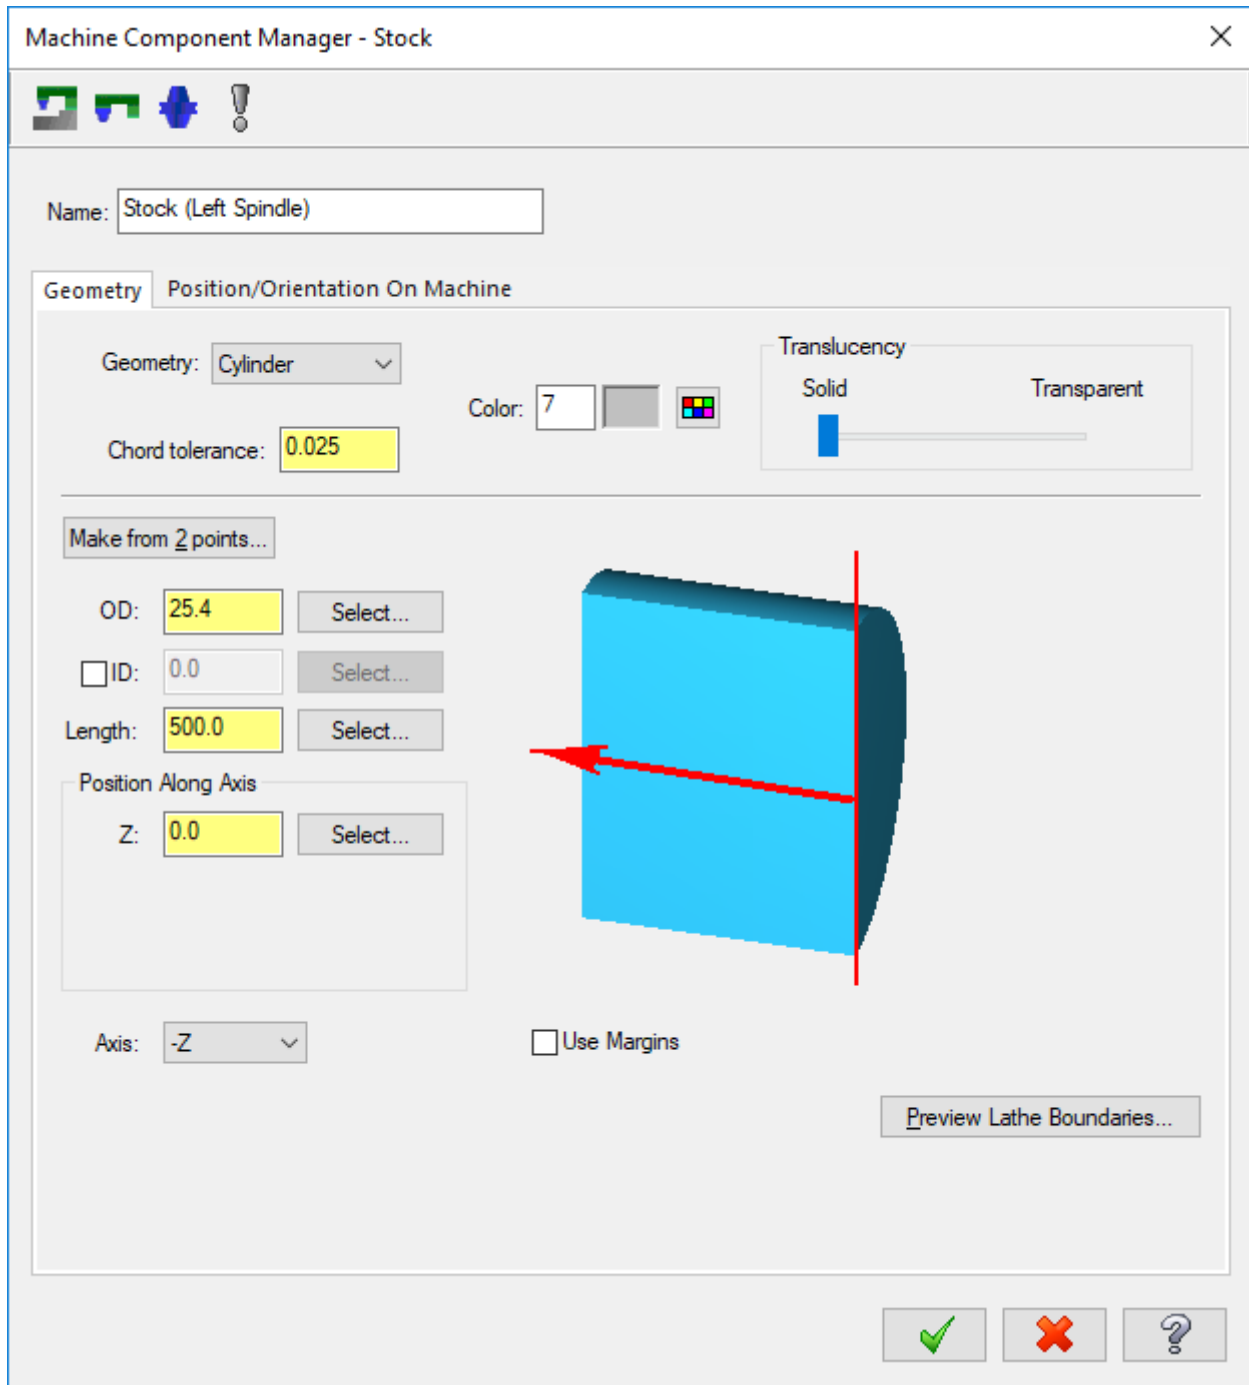 Machine Component Manager - Stock
Name: Stock (Left Spindle)
Geometry Position/Orientation On Machine
Geometry: Cylinder
Color: 7
Chord tolerance: 0.025
Translucency
Solid Transparent
Make from 2 points...
OD: 25.4 Select...
ID: 0.0 Select...
Length: 500.0 Select...
Position Along Axis
Z: 0.0 Select...
Axis: -Z
Use Margins
Preview Lathe Boundaries...